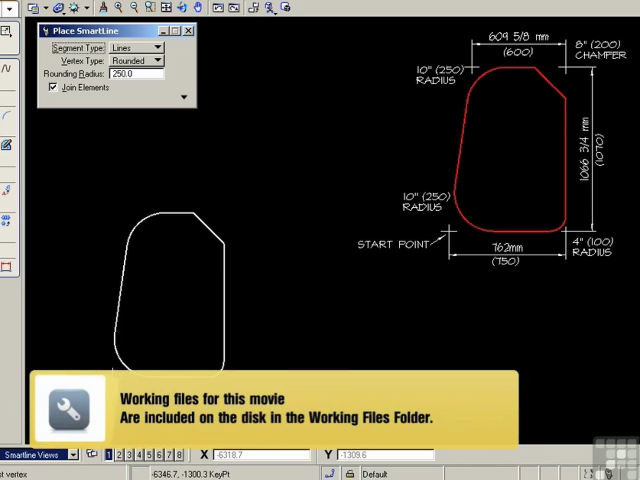 Place SmartLine
Segment Type: Lines
Vertex Type: Rounded
Rounding Radius: 250.0
Join Elements
609 5/8 mm
(600)
8" (200)
CHAMFER
10" (250)
RADIUS
1066 3/4 mm
(1070)
10" (250)
RADIUS
START POINT
762mm
(750)
4" (100)
RADIUS
Working files for this movie
Are included on the disk in the Working Files Folder.
Smartline Views
1 2 3 4 5 6 7 8
X -6318.7
Y -1309.6
t vertex
-6346.7, -1300.3 KeyPt
Default